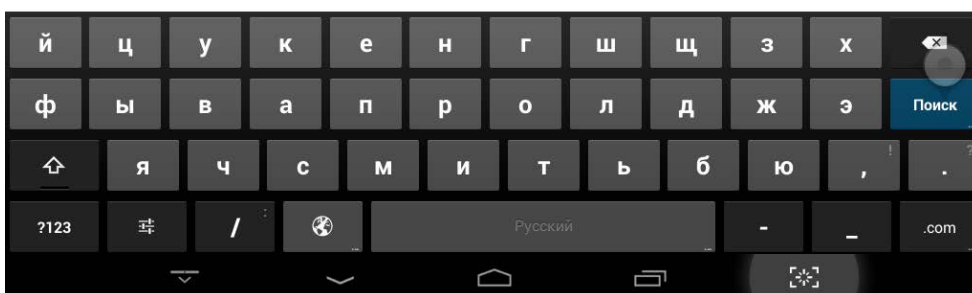 й ц у к е н г ш щ з х
ф ы в а п р о л д ж э Поиск
я ч с м и т ь б ю , ! . ?
?123 / : Русский - _ .com